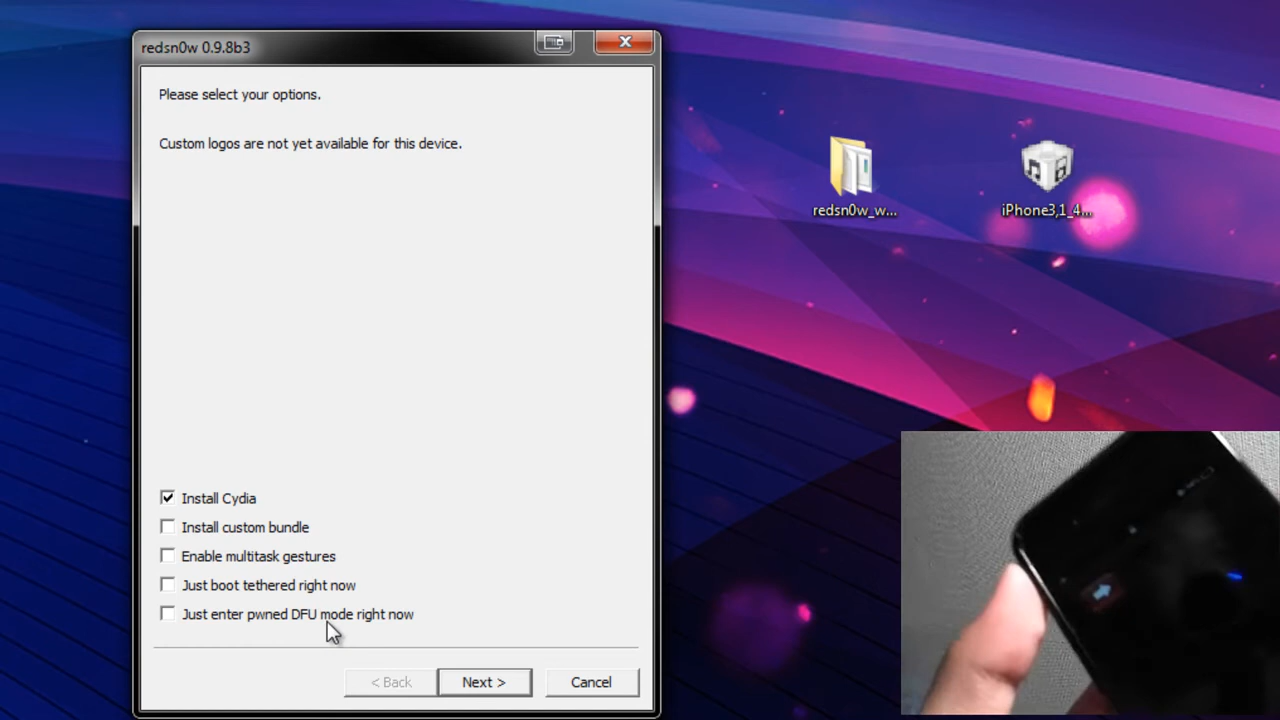 redsn0w 0.9.8b3
Please select your options.
Custom logos are not yet available for this device.
redsn0w_w...
iPhone3,1_4...
Install Cydia
Install custom bundle
Enable multitask gestures
Just boot tethered right now
Just enter pwned DFU mode right now
< Back
Next >
Cancel